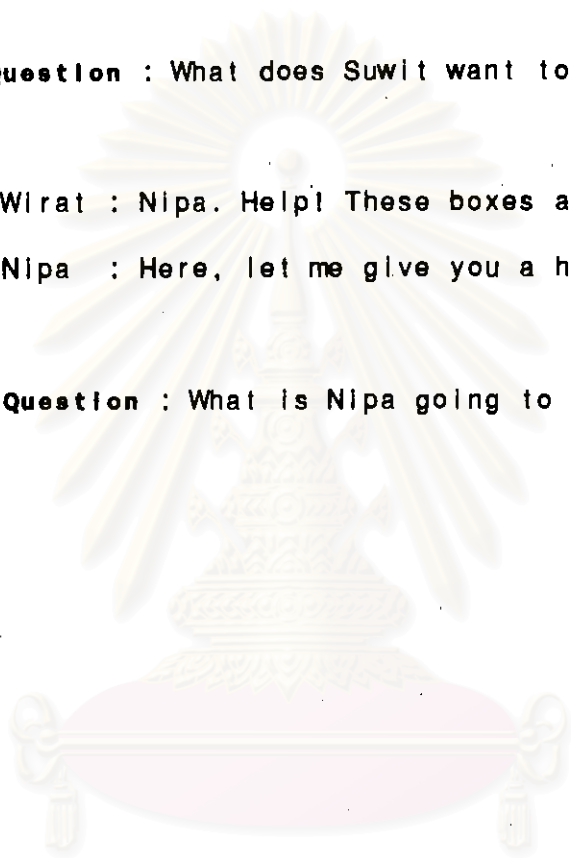 uestion : What does Suwit want to
Wirat : Nipa. Help! These boxes a
Nipa : Here, let me give you a h
Question : What is Nipa going to